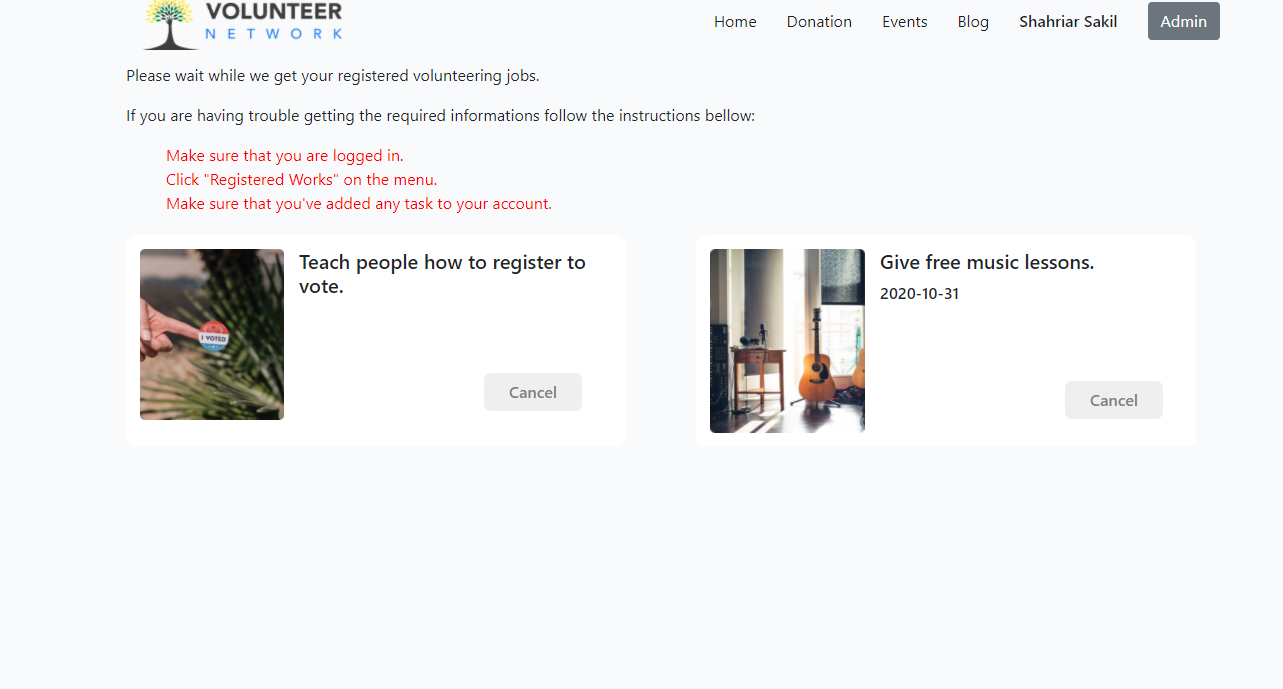 VOLUNTEER
NETWORK
Home Donation Events Blog Shahriar Sakil Admin
Please wait while we get your registered volunteering jobs.
If you are having trouble getting the required informations follow the instructions bellow:
Make sure that you are logged in.
Click "Registered Works" on the menu.
Make sure that you've added any task to your account.
Teach people how to register to
vote.
I VOTED
Cancel
Give free music lessons.
2020-10-31
Cancel